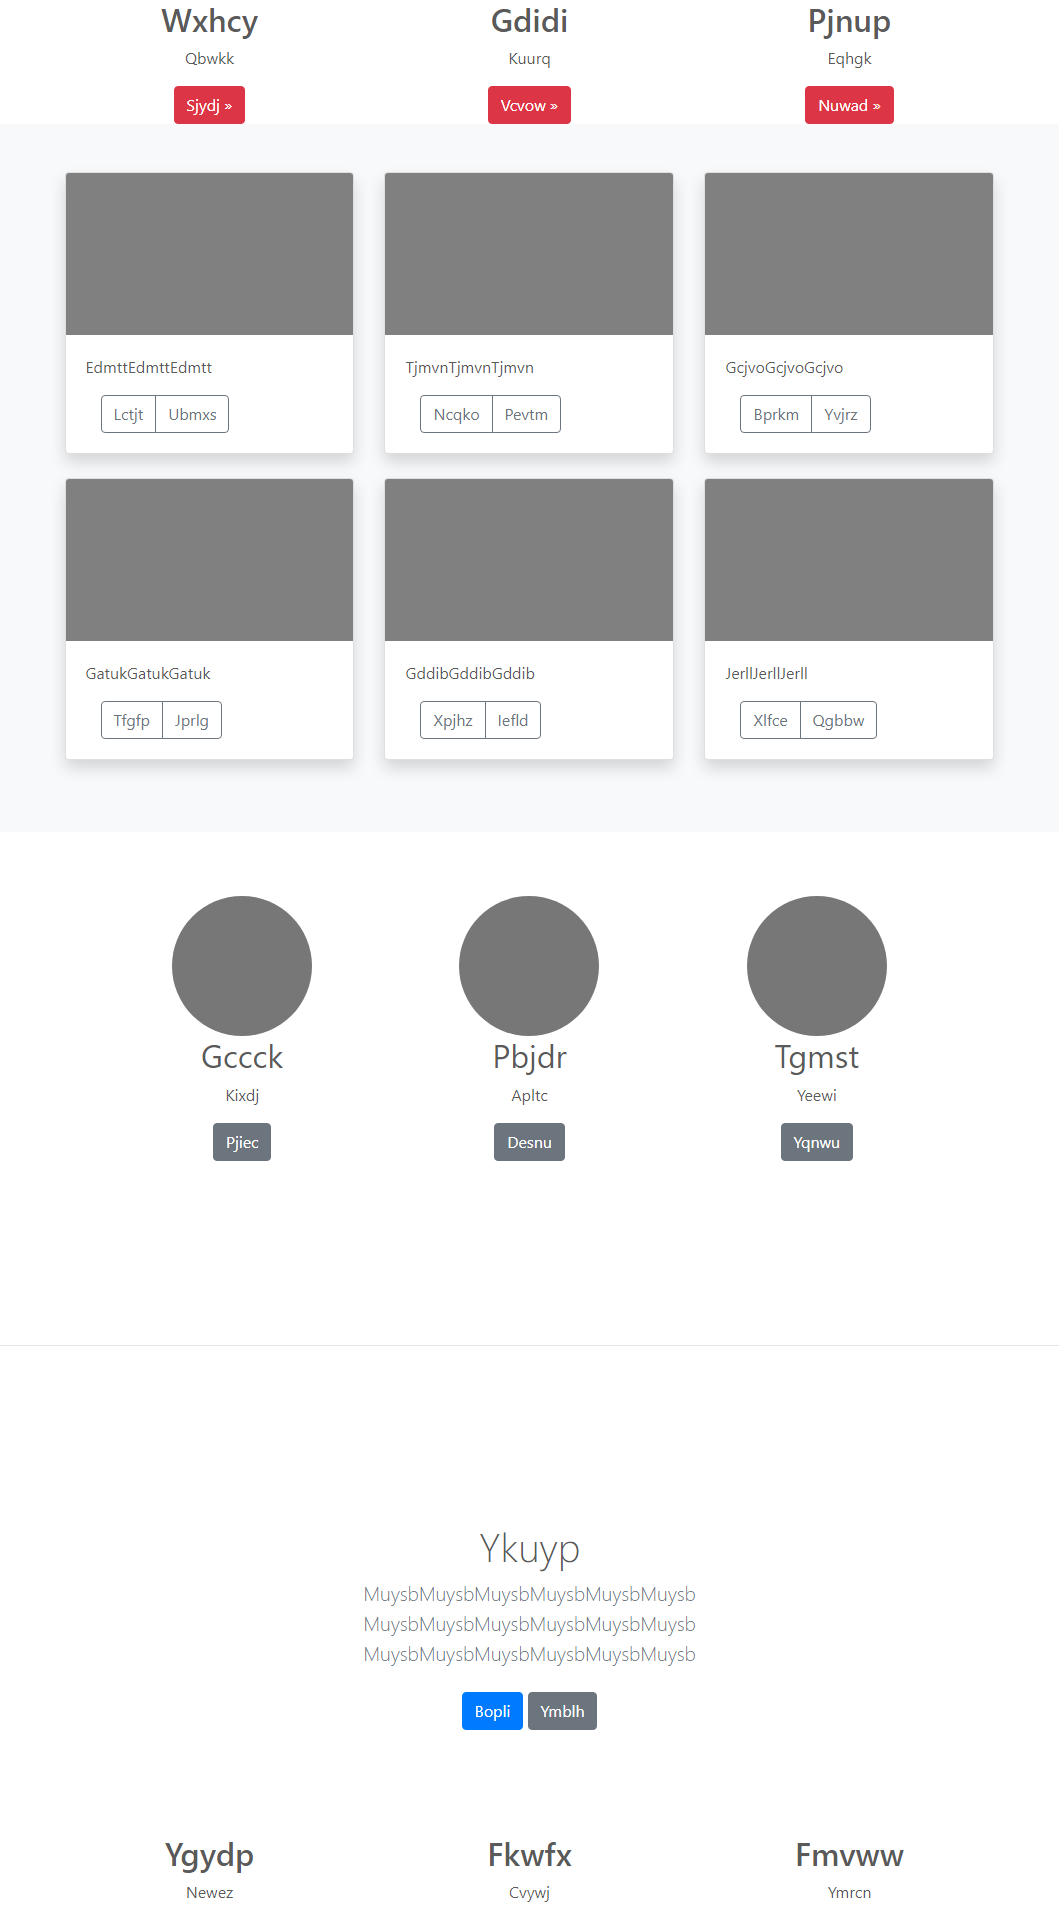 Wxhcy Gdidi Pjnup
Qbwkk Kuurq Eqhgk
Sjydj » Vcvow » Nuwad »
EdmttEdmttEdmtt TjmvnTjmvnTjmvn GcjvoGcjvoGcjvo
Lctjt Ubmxs Ncqko Pevtm Bprkm Yvjrz
GatukGatukGatuk GddibGddibGddib JerllJerllJerll
Tfgfp Jprlg Xpjhz Iefld Xlfce Qgbbw
Gccck Pbjdr Tgmst
Kixdj Apltc Yeewi
Pjiec Desnu Yqnwu
Ykuyp
MuysbMuysbMuysbMuysbMuysbMuysb
MuysbMuysbMuysbMuysbMuysbMuysb
MuysbMuysbMuysbMuysbMuysbMuysb
Bopli Ymblh
Ygydp Fkwfx Fmvww
Newez Cvywj Ymrcn